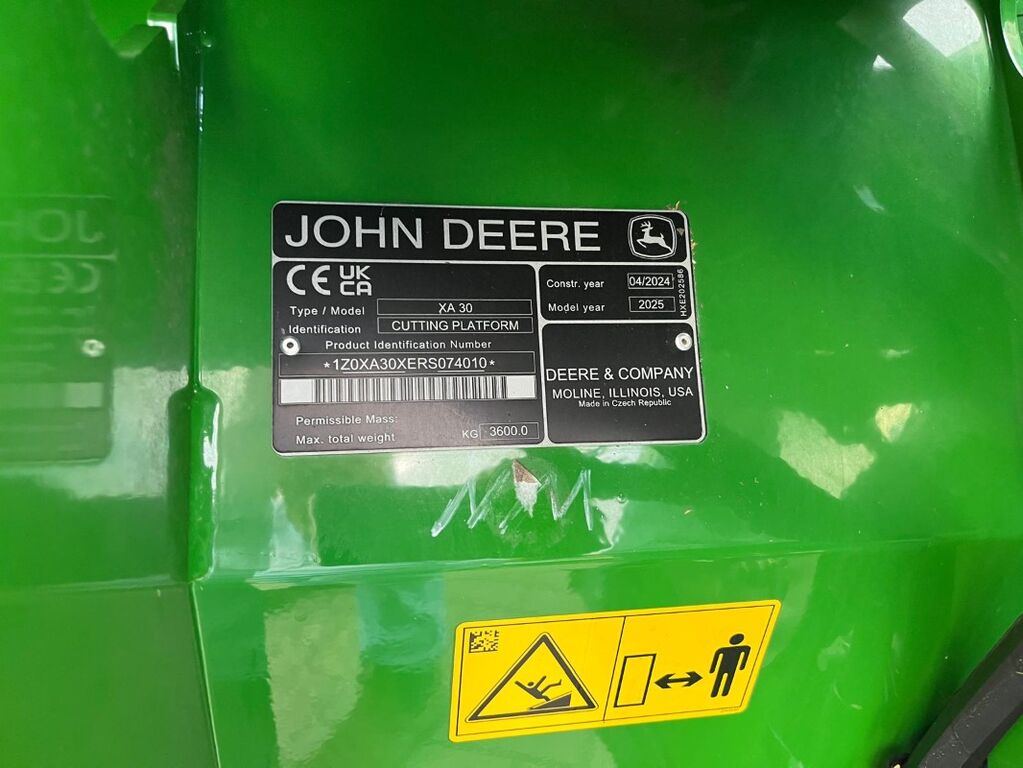 JOHN DEERE
CE UK CA
Constr. year 04/2024
Model year 2025
HXE202586
Type / Model XA 30
Identification CUTTING PLATFORM
Product Identification Number
*1Z0XA30XERS074010*
Permissible Mass:
Max. total weight KG 3600.0
DEERE & COMPANY
MOLINE, ILLINOIS, USA
Made in Czech Republic